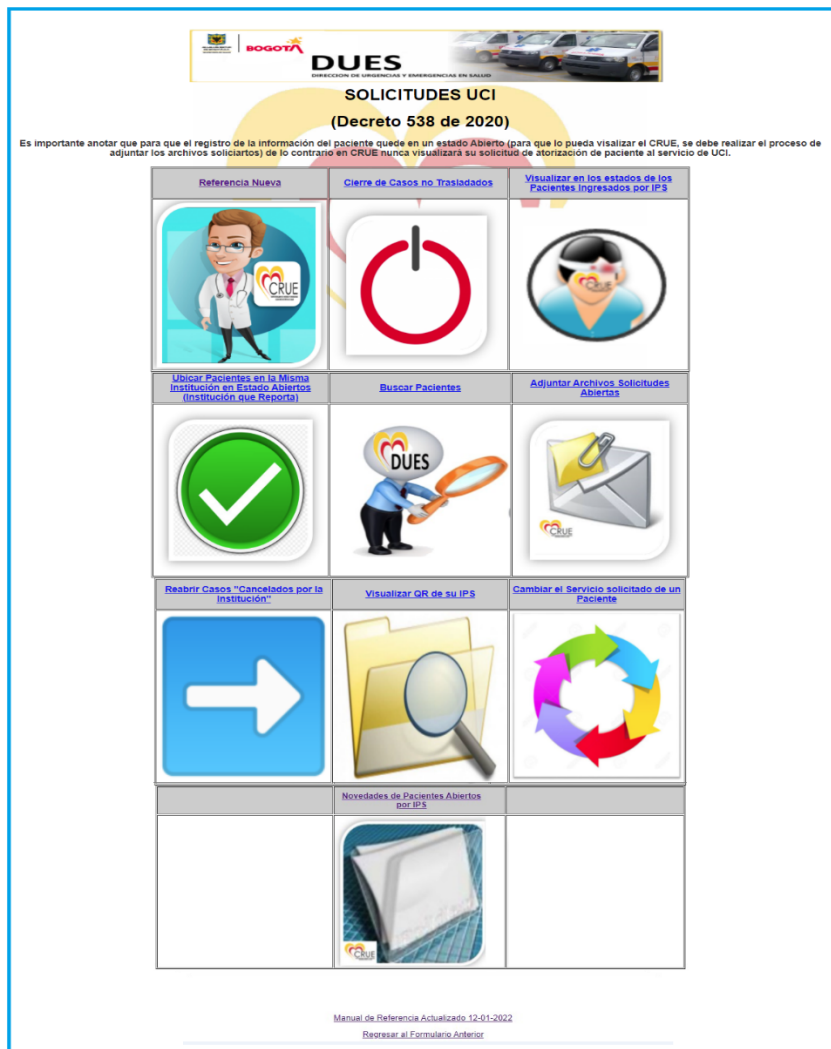 BOGOTÁ
DUES
DIRECCION DE URGENCIAS Y EMERGENCIAS EN SALUD
SOLICITUDES UCI
(Decreto 538 de 2020)
Es importante anotar que para que el registro de la información del paciente quede en un estado Abierto (para que lo pueda visalizar el CRUE, se debe realizar el proceso de
adjuntar los archivos soliciartos) de lo contrario en CRUE nunca visualizará su solicitud de atorización de paciente al servicio de UCI.
Referencia Nueva
Cierre de Casos no Trasladados
Visualizar en los estados de los
Pacientes Ingresados por IPS
CRUE
CRUE
Ubicar Pacientes en la Misma
Institución en Estado Abiertos
(Institución que Reporta)
Buscar Pacientes
Adjuntar Archivos Solicitudes
Abiertas
DUES
CRUE
Reabrir Casos "Cancelados por la
Institución"
Visualizar QR de su IPS
Cambiar el Servicio solicitado de un
Paciente
Novedades de Pacientes Abiertos
por IPS
CRUE
Manual de Referencia Actualizado 12-01-2022
Regresar al Formulario Anterior